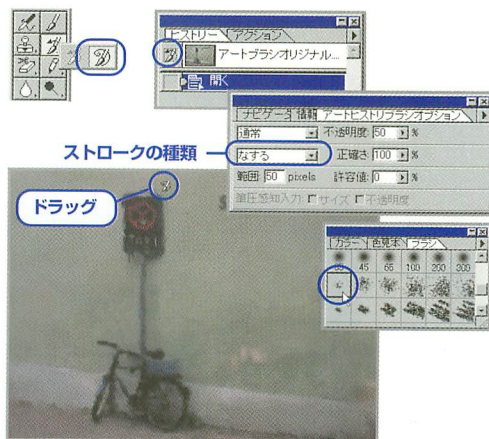 ヒストリー アクション
アートブラシオリジナル...
開く
ナビゲータ 情報 アートヒストリブラシオプション
通常 不透明度: 50 %
ストロークの種類
なする 正確さ: 100 %
範囲: 50 pixels 許容値: 0 %
筆圧感知入力: サイズ 不透明度
ドラッグ
カラー 色見本 ブラシ
45 65 100 200 300